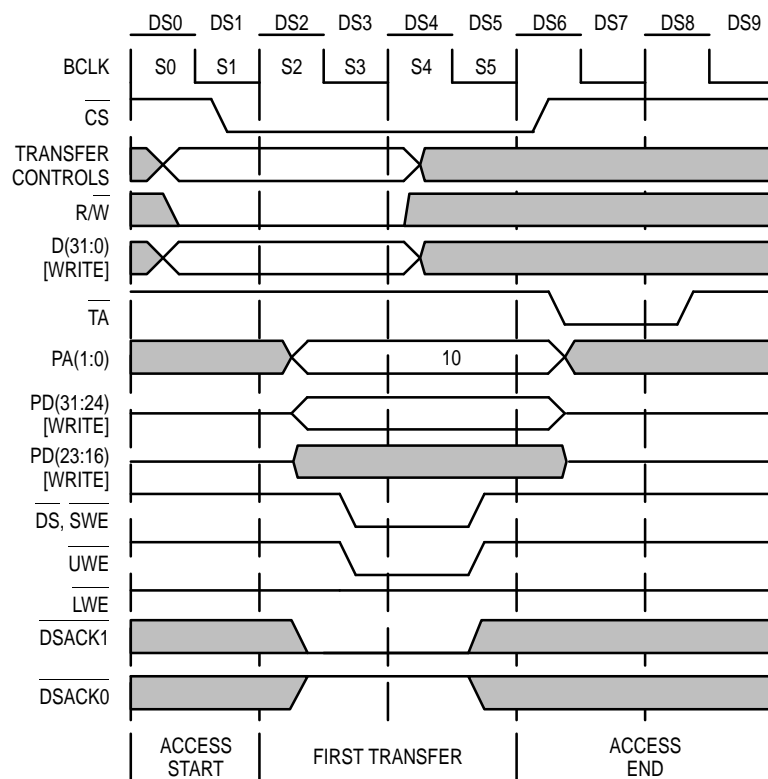 DS0 DS1 DS2 DS3 DS4 DS5 DS6 DS7 DS8 DS9
BCLK S0 S1 S2 S3 S4 S5
CS
TRANSFER
CONTROLS
R/W
D(31:0)
[WRITE]
TA
PA(1:0) 10
PD(31:24)
[WRITE]
PD(23:16)
[WRITE]
DS, SWE
UWE
LWE
DSACK1
DSACK0
ACCESS
START
FIRST TRANSFER
ACCESS
END